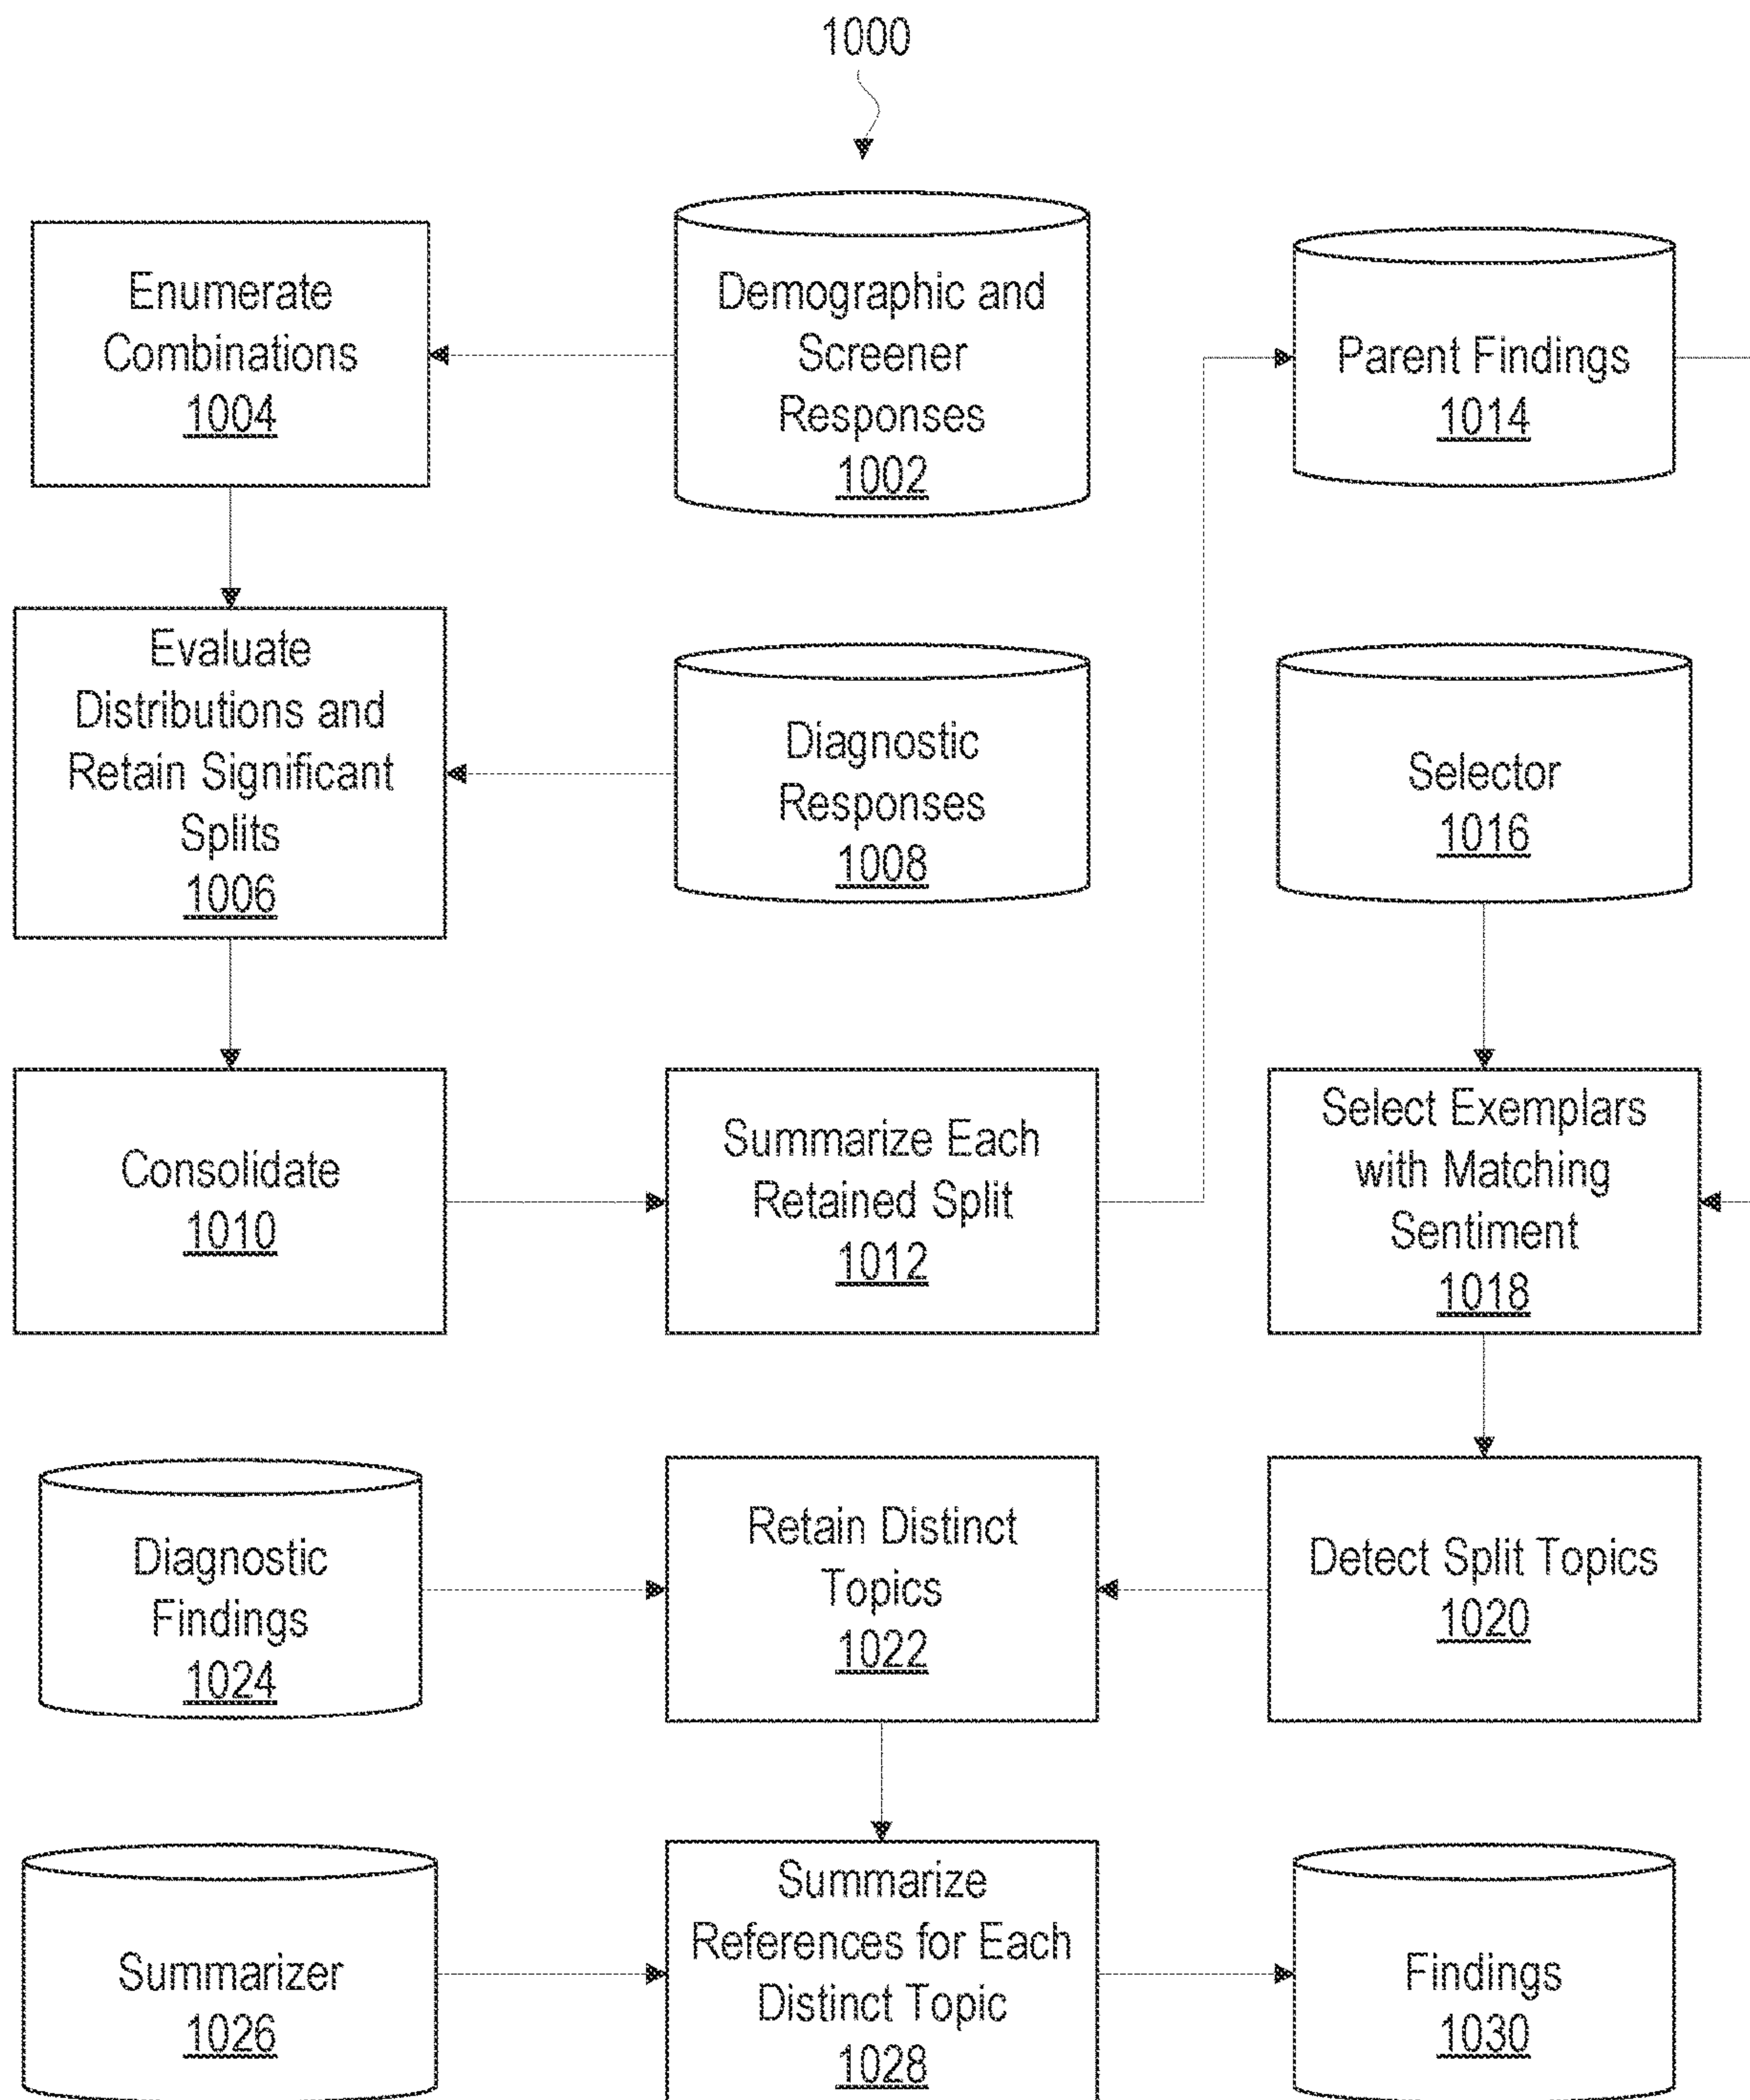 1000
Enumerate
Combinations
1004
Demographic and
Screener
Responses
1002
Parent Findings
1014
Evaluate
Distributions and
Retain Significant
Splits
1006
Diagnostic
Responses
1008
Selector
1016
Consolidate
1010
Summarize Each
Retained Split
1012
Select Exemplars
with Matching
Sentiment
1018
Diagnostic
Findings
1024
Retain Distinct
Topics
1022
Detect Split Topics
1020
Summarizer
1026
Summarize
References for Each
Distinct Topic
1028
Findings
1030